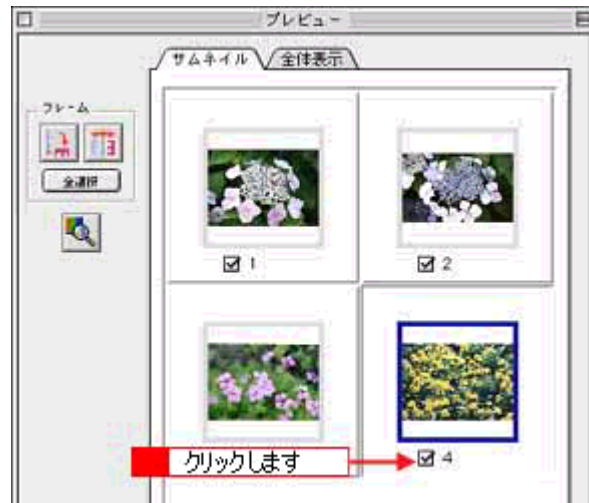 プレビュー
サムネイル
全体表示
フレーム
全選択
1
2
クリックします
4